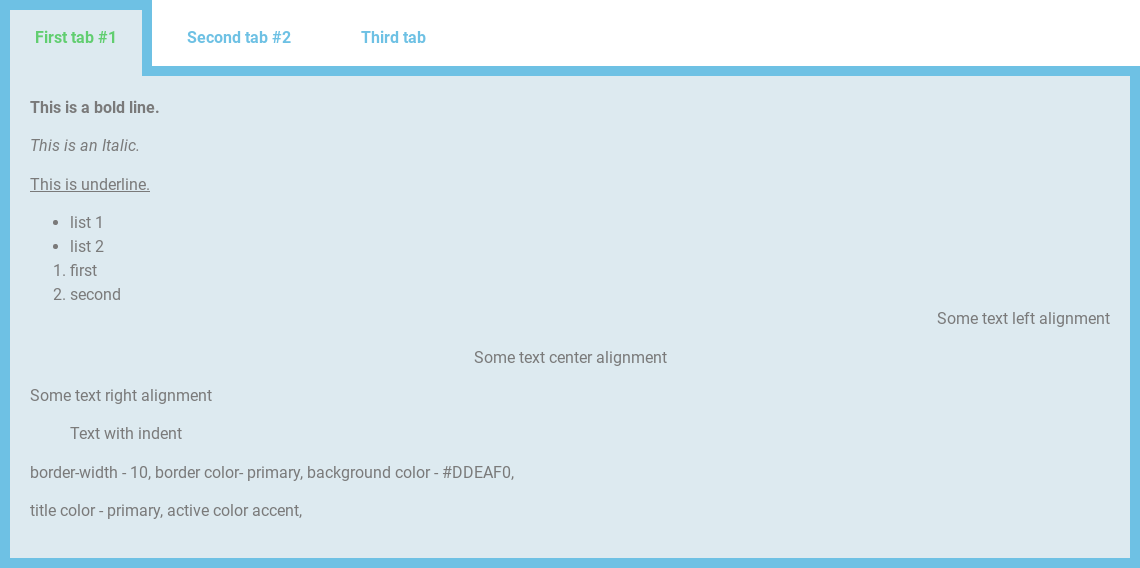 First tab #1 Second tab #2 Third tab
This is a bold line.
This is an Italic.
This is underline.
• list 1
• list 2
1. first
2. second
Some text left alignment
Some text center alignment
Some text right alignment
Text with indent
border-width - 10, border color- primary, background color - #DDEAF0,
title color - primary, active color accent,